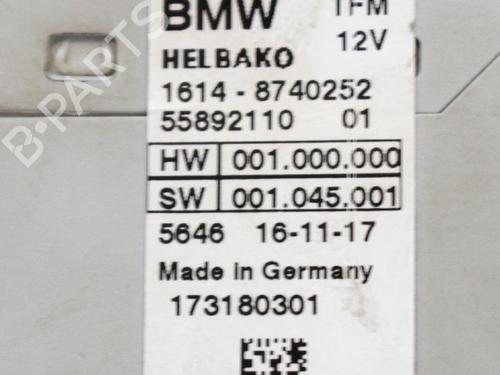 BMW TFM
12V
HELBAKO
1614 - 8740252
55892110 01
HW 001.000.000
SW 001.045.001
5646 16-11-17
Made in Germany
173180301
B-PARTS